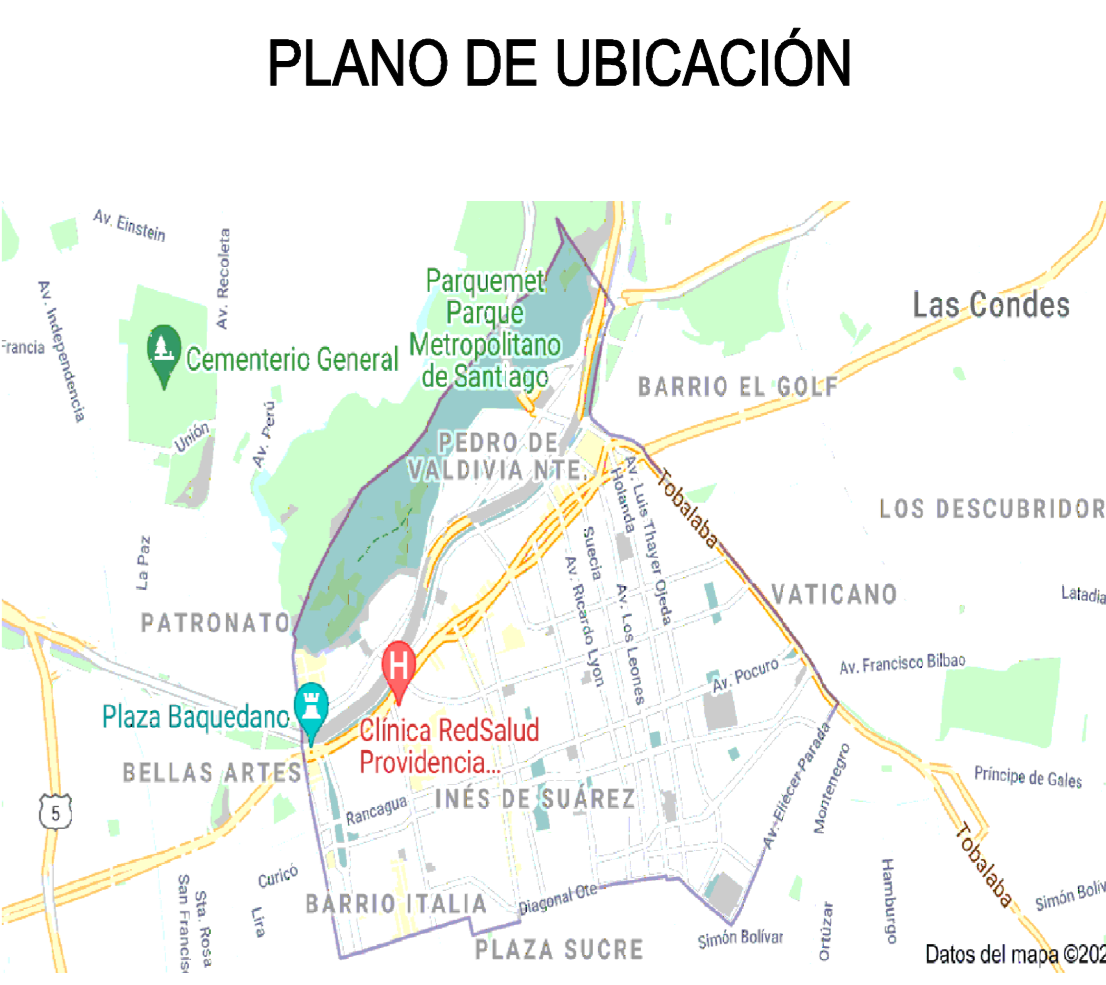 PLANO DE UBICACIÓN
Av. Einstein
Av. Recoleta
Av. Independencia
Francia
Cementerio General
Parquemet
Parque
Metropolitano
de Santiago
Las Condes
BARRIO EL GOLF
Unión
Av. Perú
PEDRO DE
VALDIVIA NTE.
Av. Luis Thayer Ojeda
Holanda
Tobalaba
LOS DESCUBRIDOR
La Paz
Suecia
Av. Ricardo Lyon
Av. Los Leones
VATICANO
Latadia
PATRONATO
H
Av. Pocuro
Av. Francisco Bilbao
Plaza Baquedano
Clínica RedSalud
Providencia...
BELLAS ARTES
INÉS DE SUÁREZ
Rancagua
5
Av. Eliécer Parada
Montenegro
Príncipe de Gales
Tobalaba
Curicó
Lira
Sta. Rosa
San Francis
BARRIO ITALIA
Diagonal Ote
PLAZA SUCRE
Simón Bolívar
Ortúzar
Hamburgo
Simón Bolív
Datos del mapa ©202